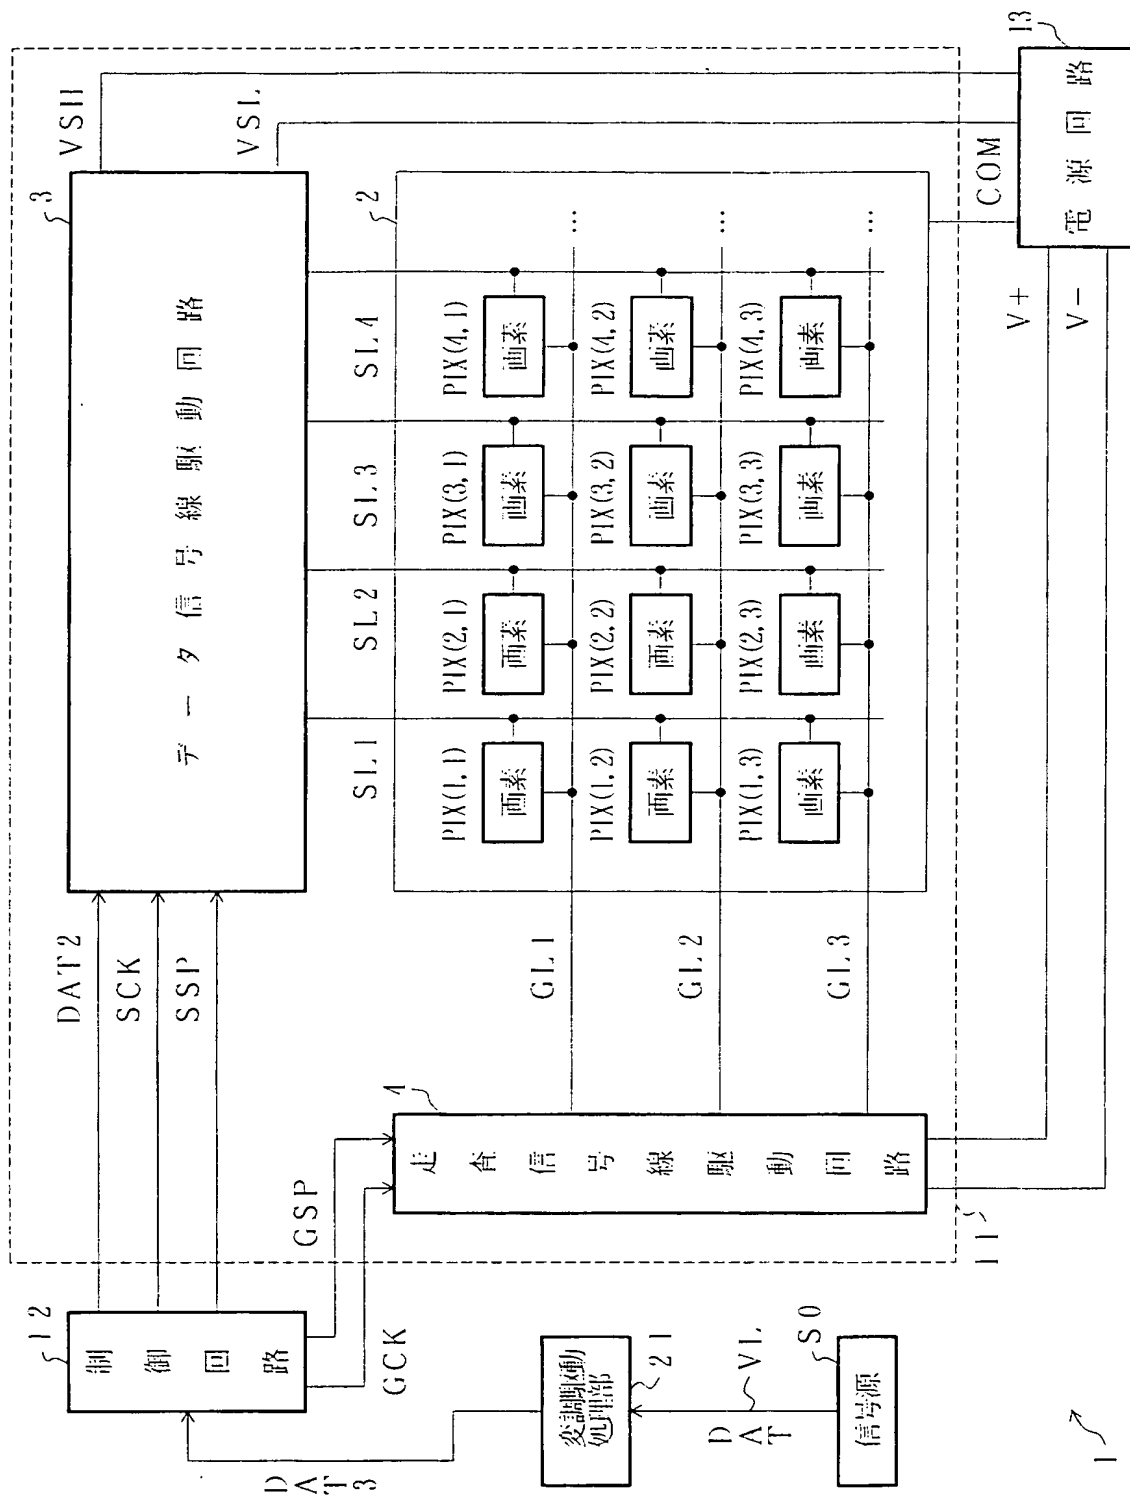 1
信号源
S0
DAT
VL
変調駆動
処理部
21
DAT3
制御回路
12
GCK
GSP
DAT2
SCK
SSP
11
データ信号線駆動回路
3
VSH
VSL
走査信号線駆動回路
4
GL1
GL2
GL3
2
SL1
SL2
SL3
SL4
PIX(1,1)
画素
PIX(2,1)
画素
PIX(3,1)
画素
PIX(4,1)
画素
…
PIX(1,2)
画素
PIX(2,2)
画素
PIX(3,2)
画素
PIX(4,2)
画素
…
PIX(1,3)
画素
PIX(2,3)
画素
PIX(3,3)
画素
PIX(4,3)
画素
…
COM
V+
V-
電源回路
13